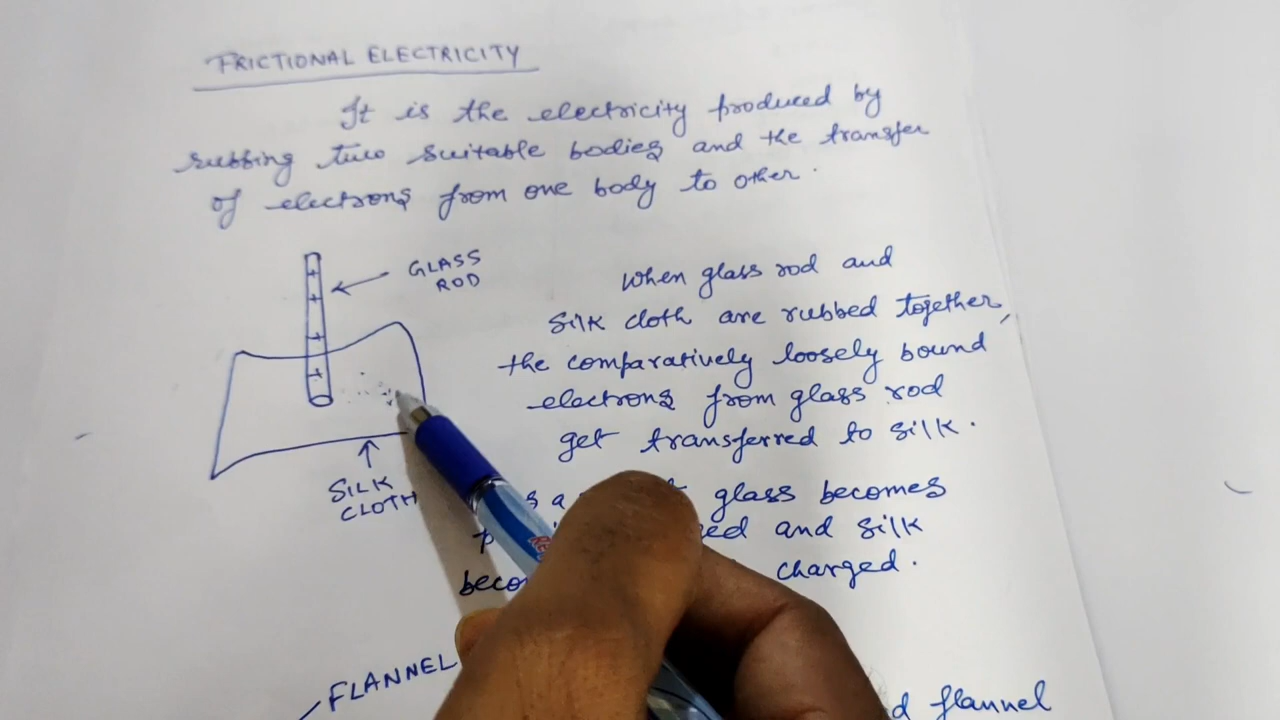 FRICTIONAL ELECTRICITY
It is the electricity produced by
rubbing two suitable bodies and the transfer
of electrons from one body to other.
GLASS
ROD
When glass rod and
silk cloth are rubbed together,
the comparatively loosely bound
electrons from glass rod
get transferred to silk.
SILK
CLOTH
a glass becomes
and silk
charged.
FLANNEL
flannel